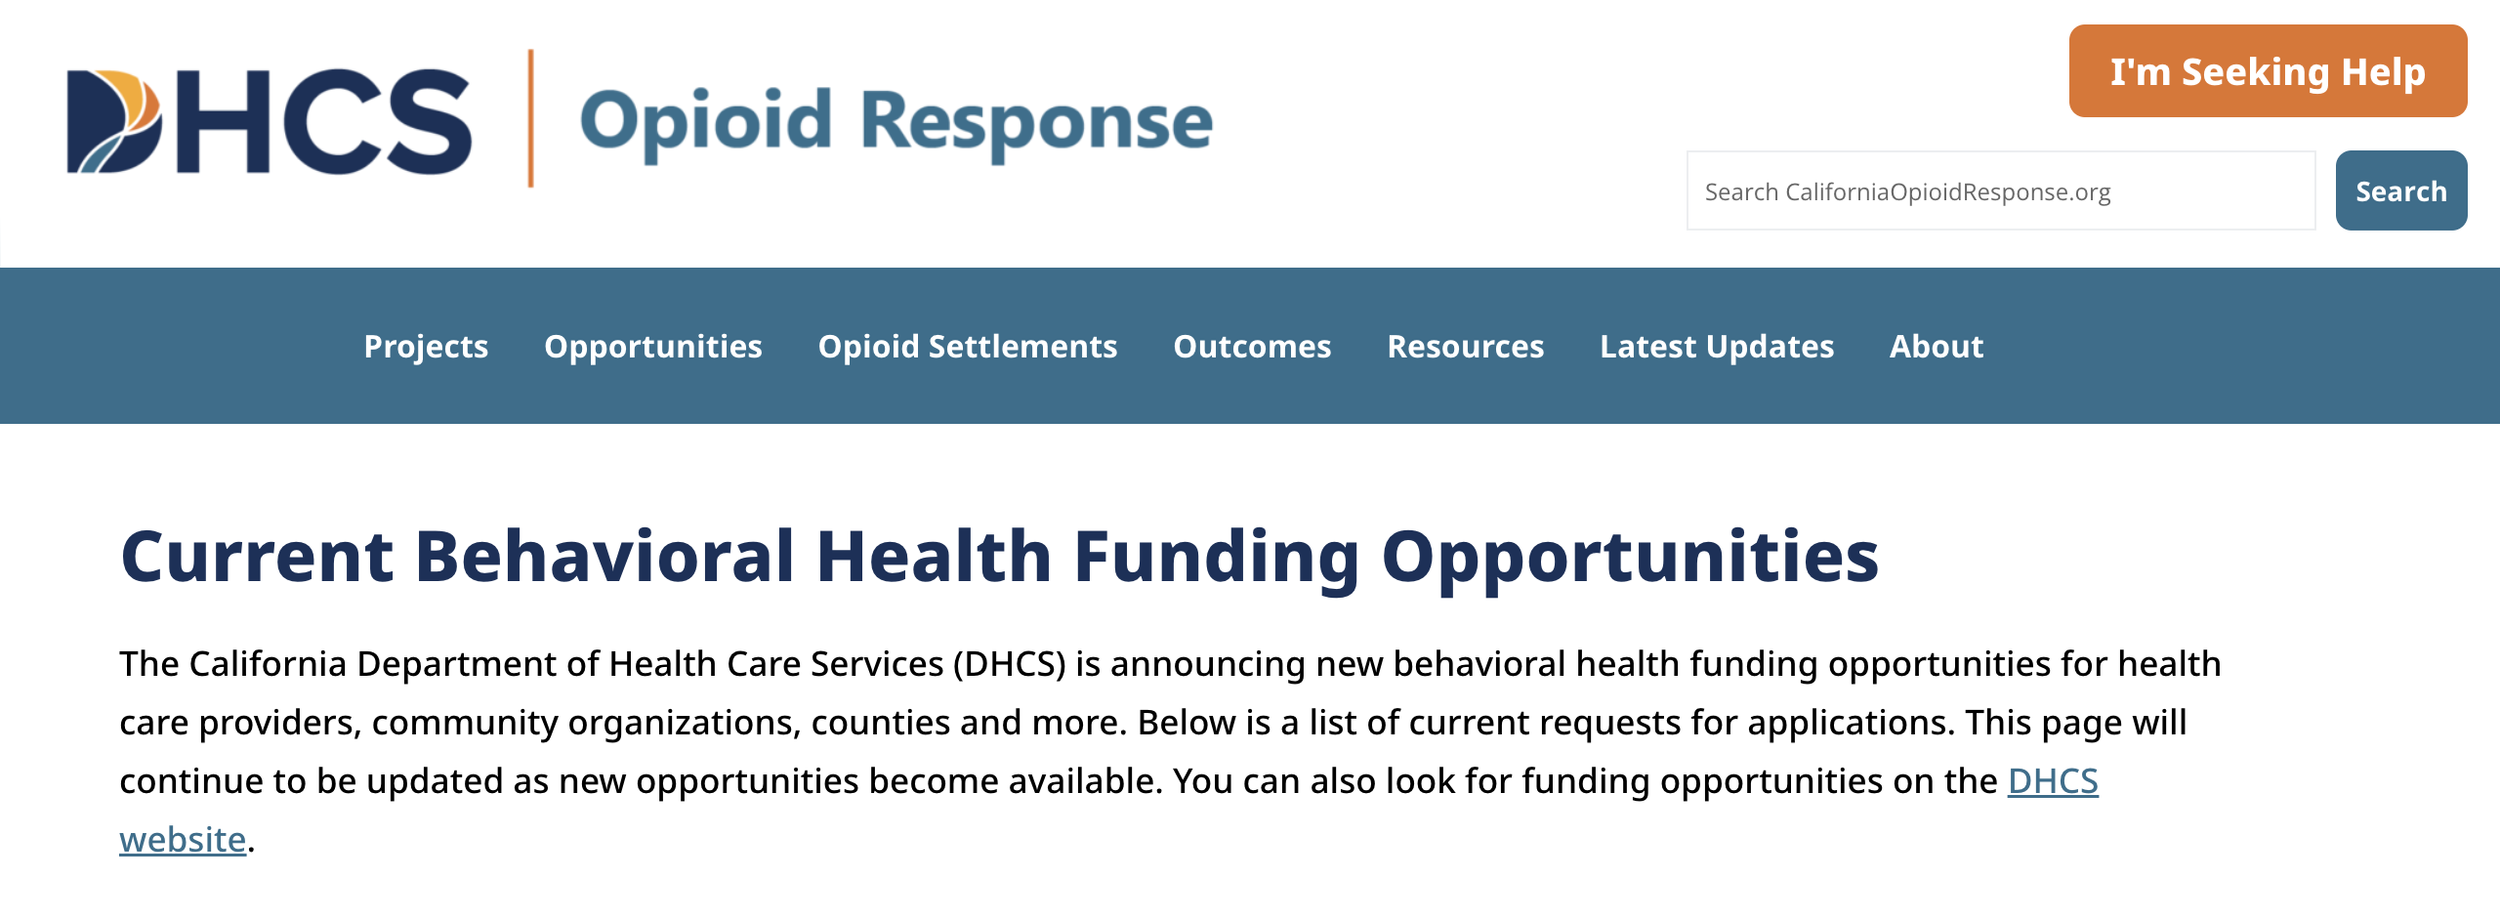 DHCS
Opioid Response
I'm Seeking Help
Search CaliforniaOpioidResponse.org
Search
Projects
Opportunities
Opioid Settlements
Outcomes
Resources
Latest Updates
About
Current Behavioral Health Funding Opportunities
The California Department of Health Care Services (DHCS) is announcing new behavioral health funding opportunities for health
care providers, community organizations, counties and more. Below is a list of current requests for applications. This page will
continue to be updated as new opportunities become available. You can also look for funding opportunities on the DHCS
website.